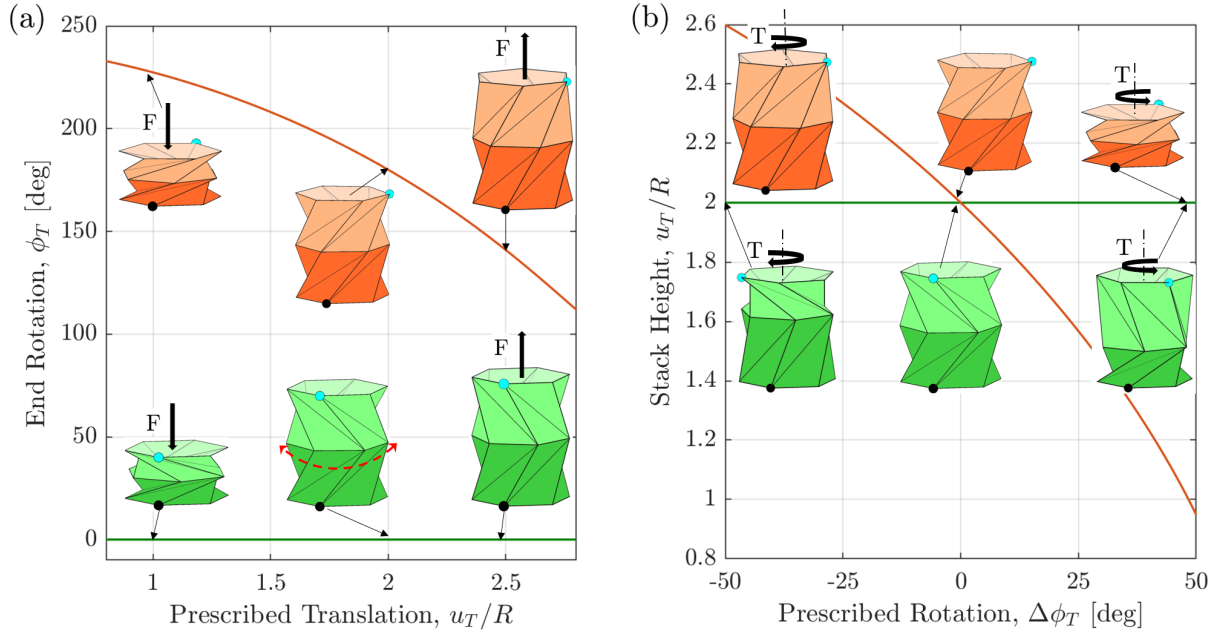 (a)
End Rotation, ϕ_T [deg]
250
200
150
100
50
0
F
F
F
F
1
1.5
2
2.5
Prescribed Translation, u_T/R
(b)
Stack Height, u_T/R
2.6
2.4
2.2
2
1.8
1.6
1.4
1.2
1
0.8
T
T
T
T
-50
-25
0
25
50
Prescribed Rotation, Δϕ_T [deg]